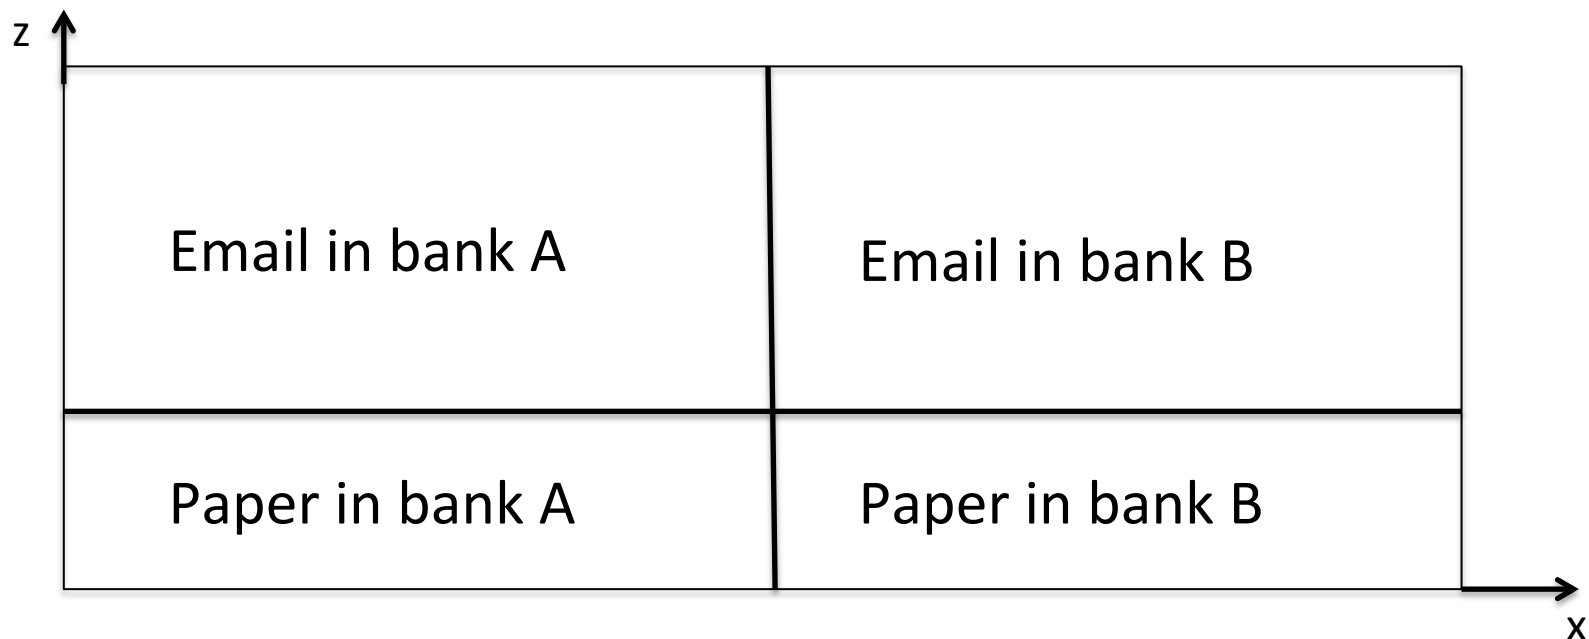 z
Email in bank A
Email in bank B
Paper in bank A
Paper in bank B
x